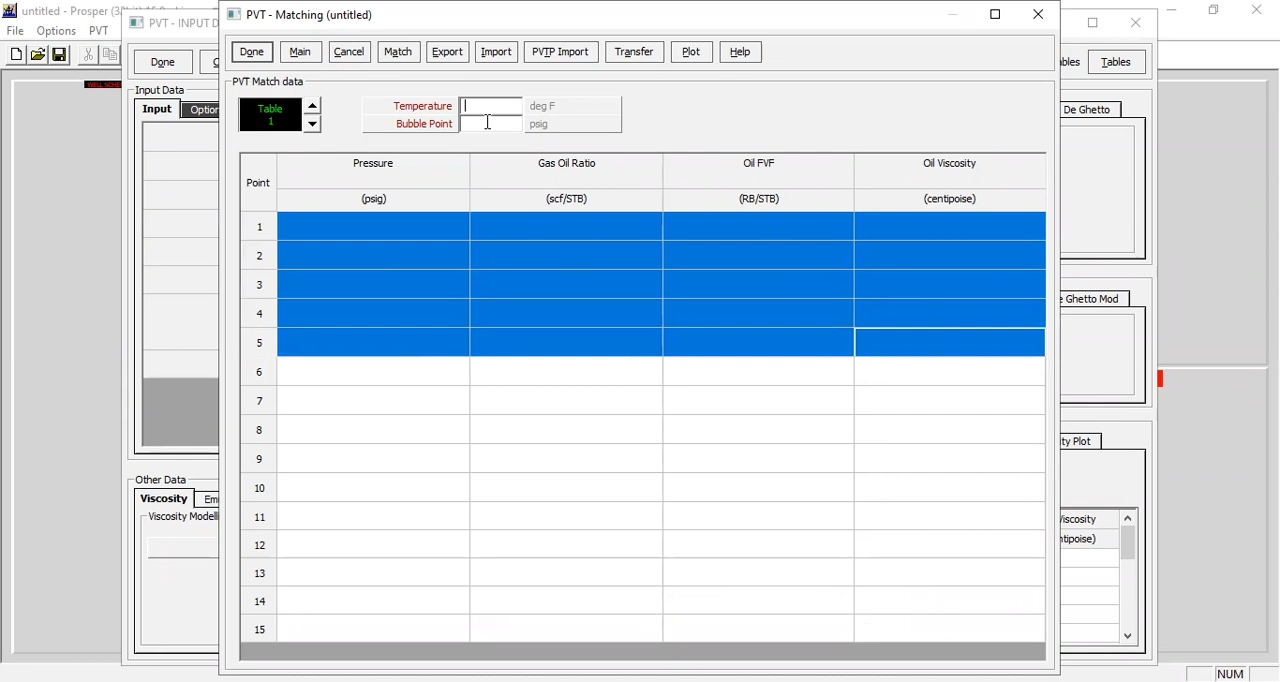 untitled - Prosper (32
PVT - INPUT D
PVT - Matching (untitled)
File Options PVT
Done
Done Main Cancel Match Export Import PVTP Import Transfer Plot Help
Tables
Input Data
PVT Match data
Input Option
Table
1
Temperature deg F
Bubble Point psig
De Ghetto
Point Pressure Gas Oil Ratio Oil FVF Oil Viscosity
(psig) (scf/STB) (RB/STB) (centipoise)
1
2
3
4
5
6
7
8
9
10
11
12
13
14
15
e Ghetto Mod
ity Plot
Other Data
Viscosity Em
Viscosity Modell
Viscosity
ntipoise)
NUM